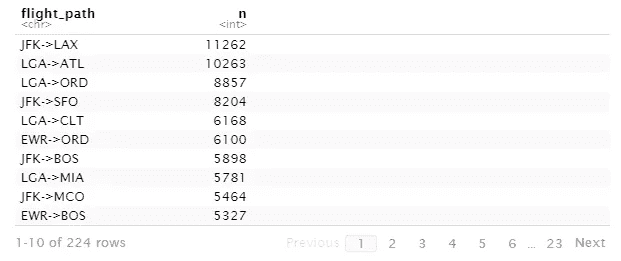 flight_path n
<chr> <int>
JFK->LAX 11262
LGA->ATL 10263
LGA->ORD 8857
JFK->SFO 8204
LGA->CLT 6168
EWR->ORD 6100
JFK->BOS 5898
LGA->MIA 5781
JFK->MCO 5464
EWR->BOS 5327
1-10 of 224 rows Previous 1 2 3 4 5 6 ... 23 Next